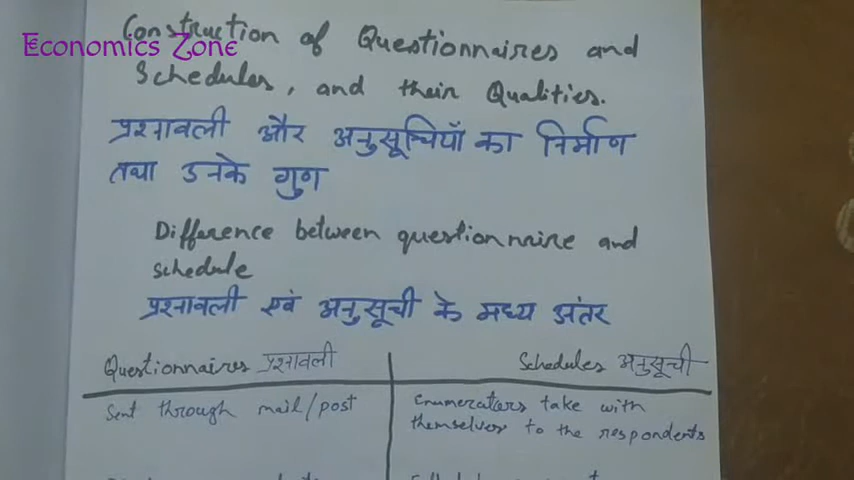 Economics Zone
Construction of Questionnaires and
Schedules, and their Qualities.
प्रश्नावली और अनुसूचियाँ का निर्माण
तथा उनके गुण
Difference between questionnaire and
schedule
प्रश्नावली एवं अनुसूची के मध्य अंतर
Questionnaires प्रश्नावली
Schedules अनुसूची
Sent through mail/post
Enumerators take with
themselves to the respondents